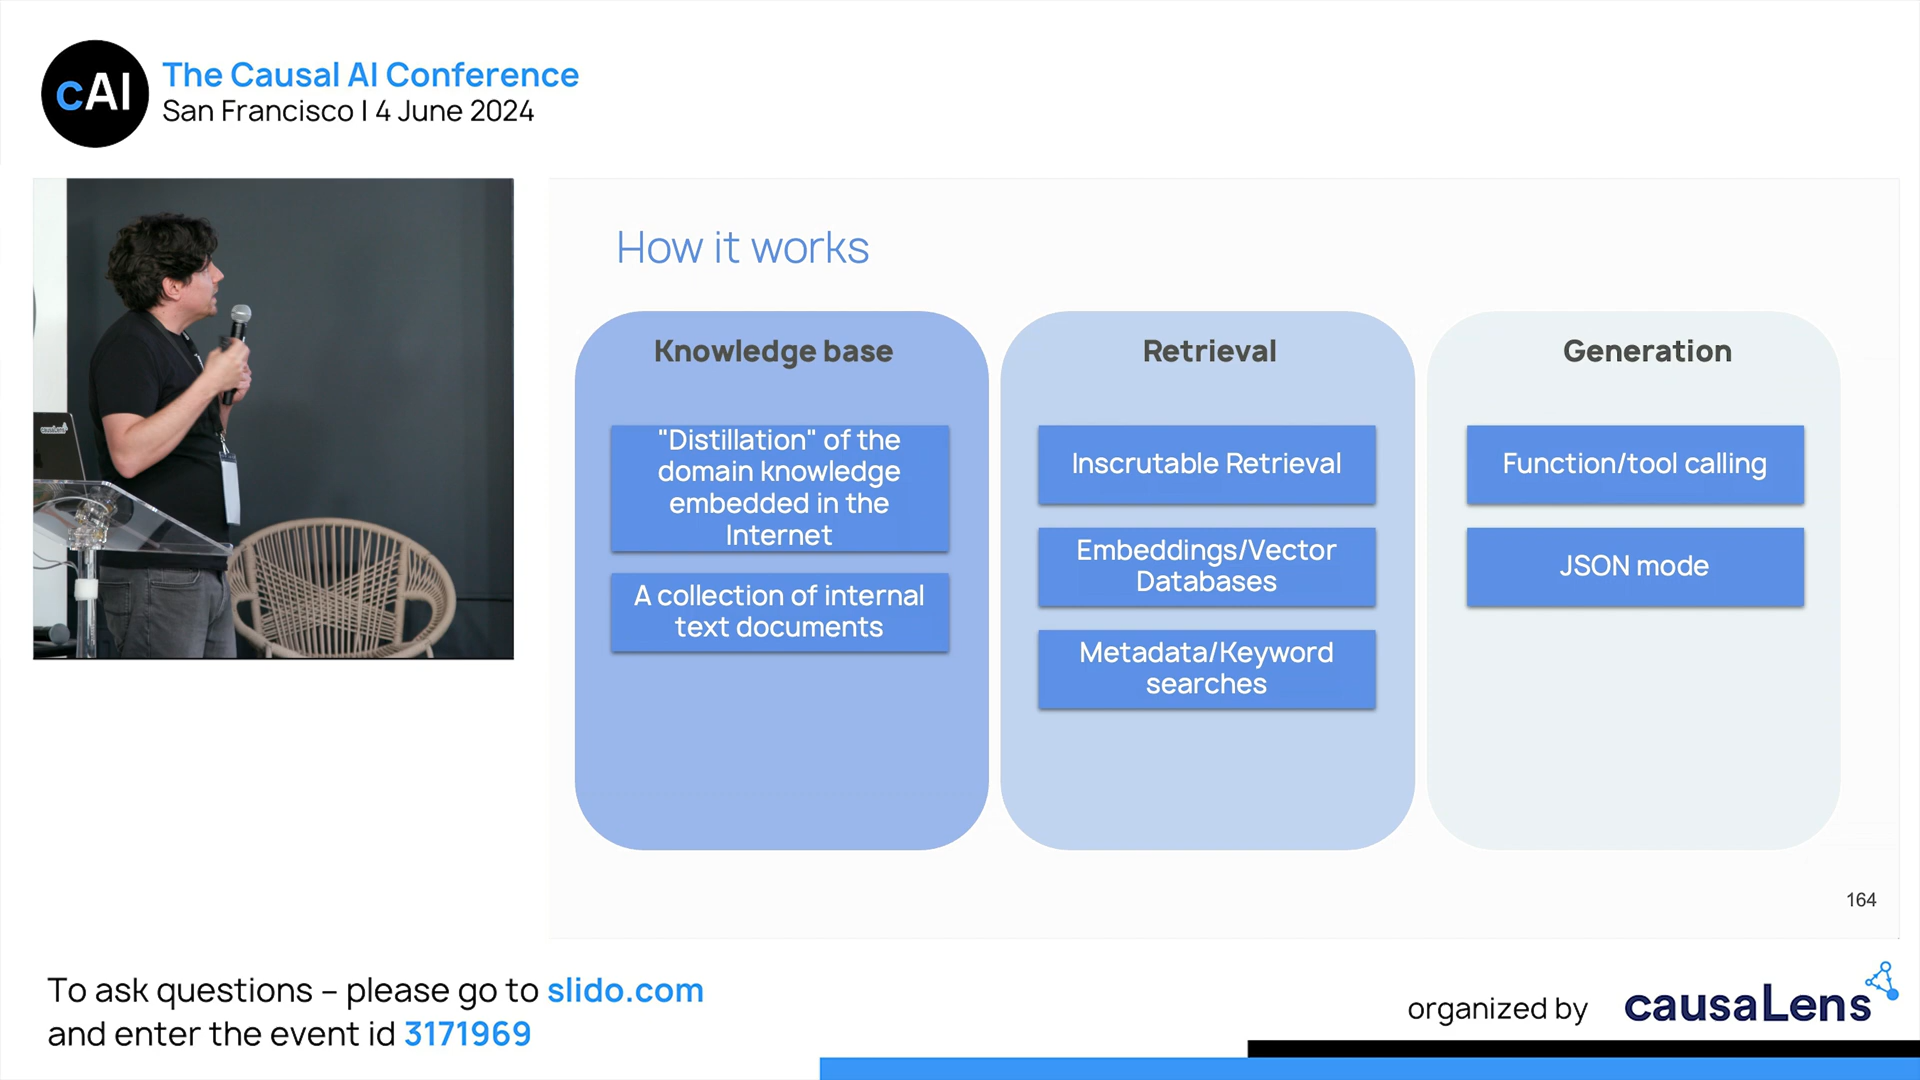 cAI
The Causal AI Conference
San Francisco | 4 June 2024
causaLens
How it works
Knowledge base
"Distillation" of the
domain knowledge
embedded in the
Internet
A collection of internal
text documents
Retrieval
Inscrutable Retrieval
Embeddings/Vector
Databases
Metadata/Keyword
searches
Generation
Function/tool calling
JSON mode
164
To ask questions – please go to slido.com
and enter the event id 3171969
organized by causaLens